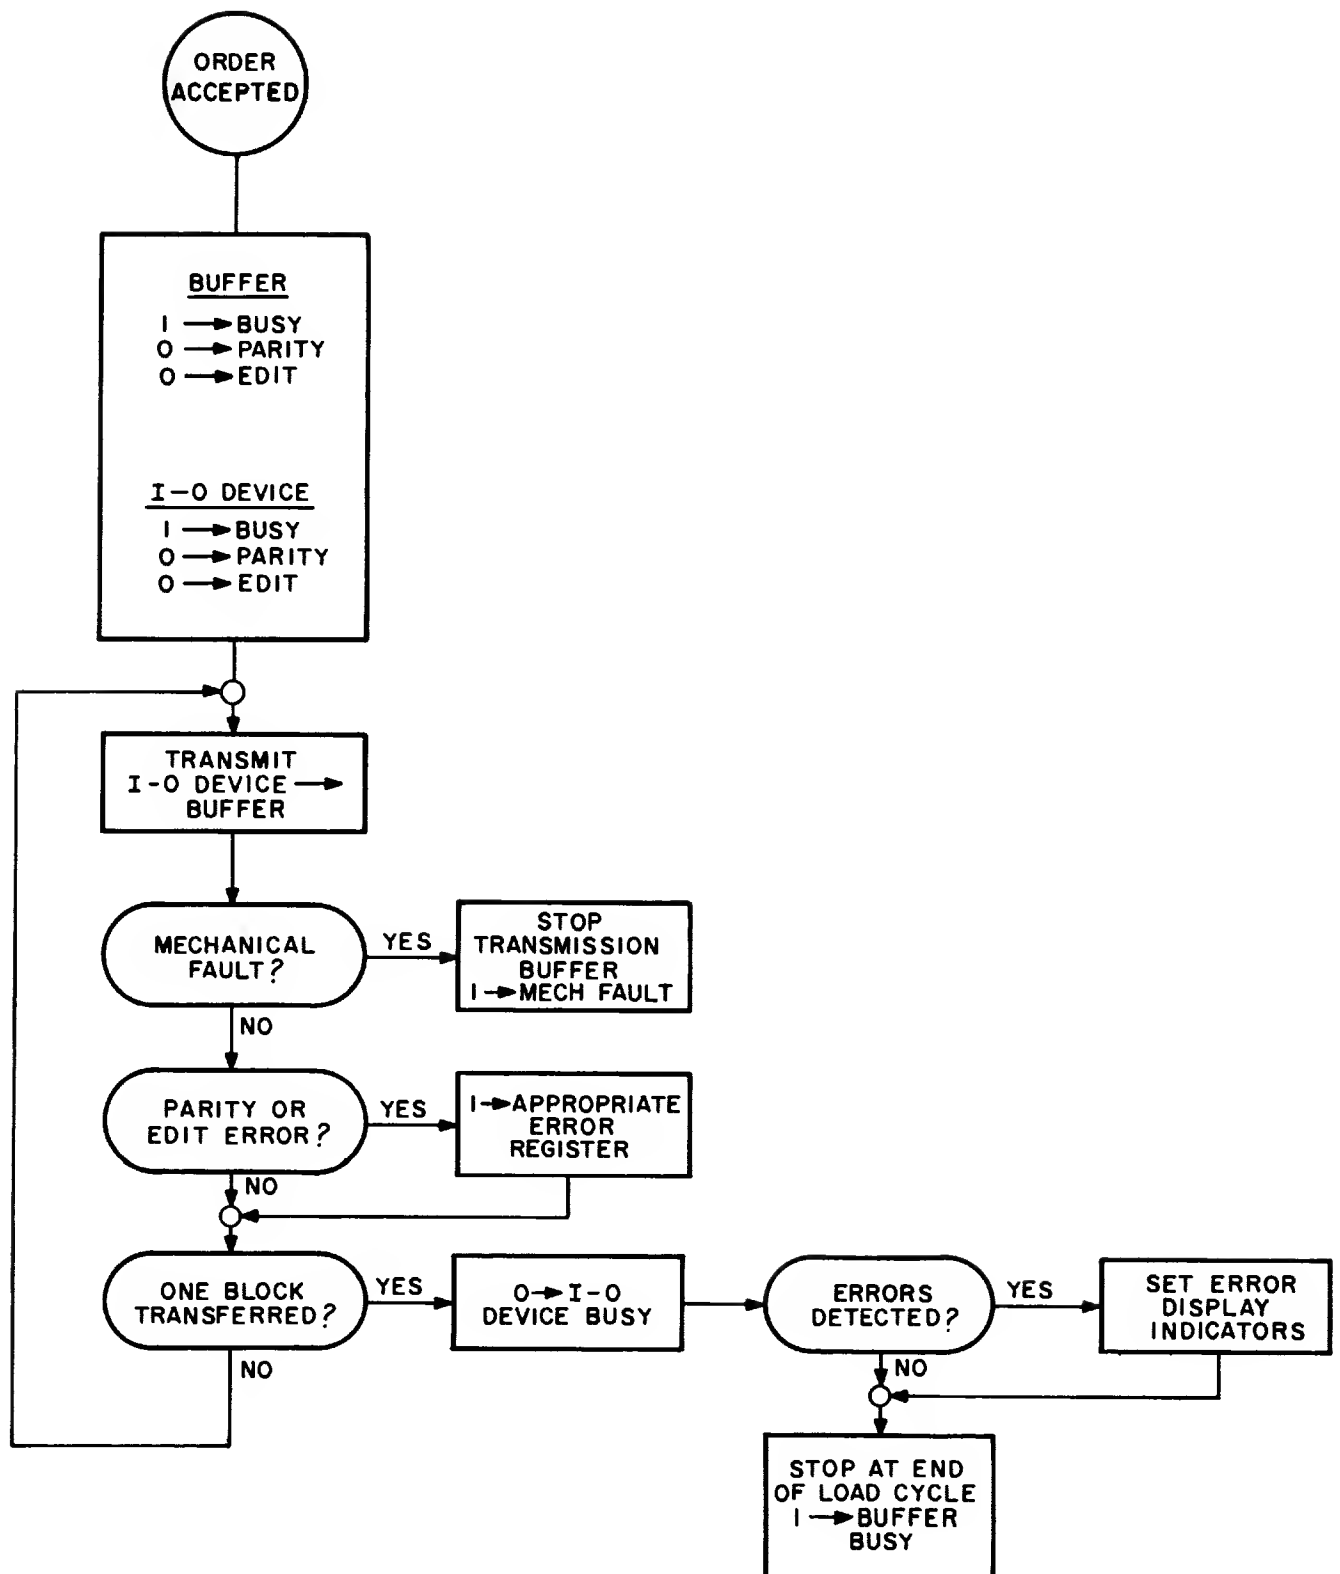 ORDER
ACCEPTED
BUFFER
1 → BUSY
0 → PARITY
0 → EDIT
I-O DEVICE
1 → BUSY
0 → PARITY
0 → EDIT
TRANSMIT
I-O DEVICE →
BUFFER
MECHANICAL
FAULT?
YES
STOP
TRANSMISSION
BUFFER
1 → MECH FAULT
NO
PARITY OR
EDIT ERROR?
YES
1 → APPROPRIATE
ERROR
REGISTER
NO
ONE BLOCK
TRANSFERRED?
YES
0 → I-O
DEVICE BUSY
ERRORS
DETECTED?
YES
SET ERROR
DISPLAY
INDICATORS
NO
NO
STOP AT END
OF LOAD CYCLE
1 → BUFFER
BUSY